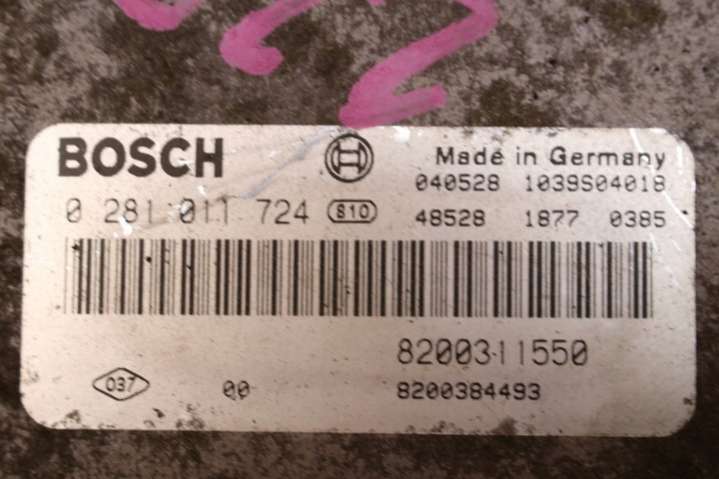 BOSCH
Made in Germany
040528 1039S04018
0 281 011 724 810
48528 1877 0385
8200311550
037 00 8200384493